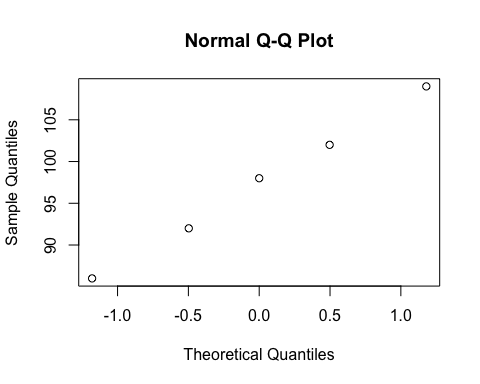 Normal Q-Q Plot
Sample Quantiles
105
100
95
90
-1.0 -0.5 0.0 0.5 1.0
Theoretical Quantiles